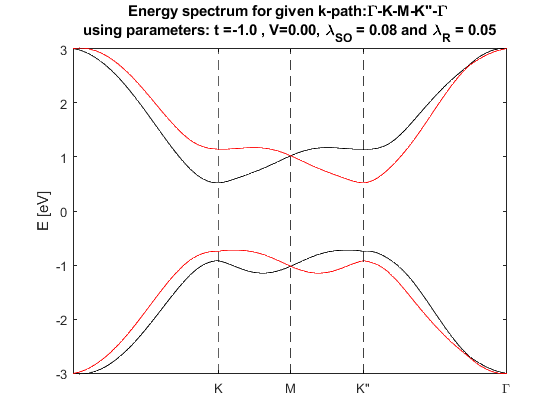 Energy spectrum for given k-path:Γ-K-M-K"-Γ
using parameters: t =-1.0 , V=0.00, λSO = 0.08 and λR = 0.05
3
2
1
0
-1
-2
-3
E [eV]
K M K" Γ